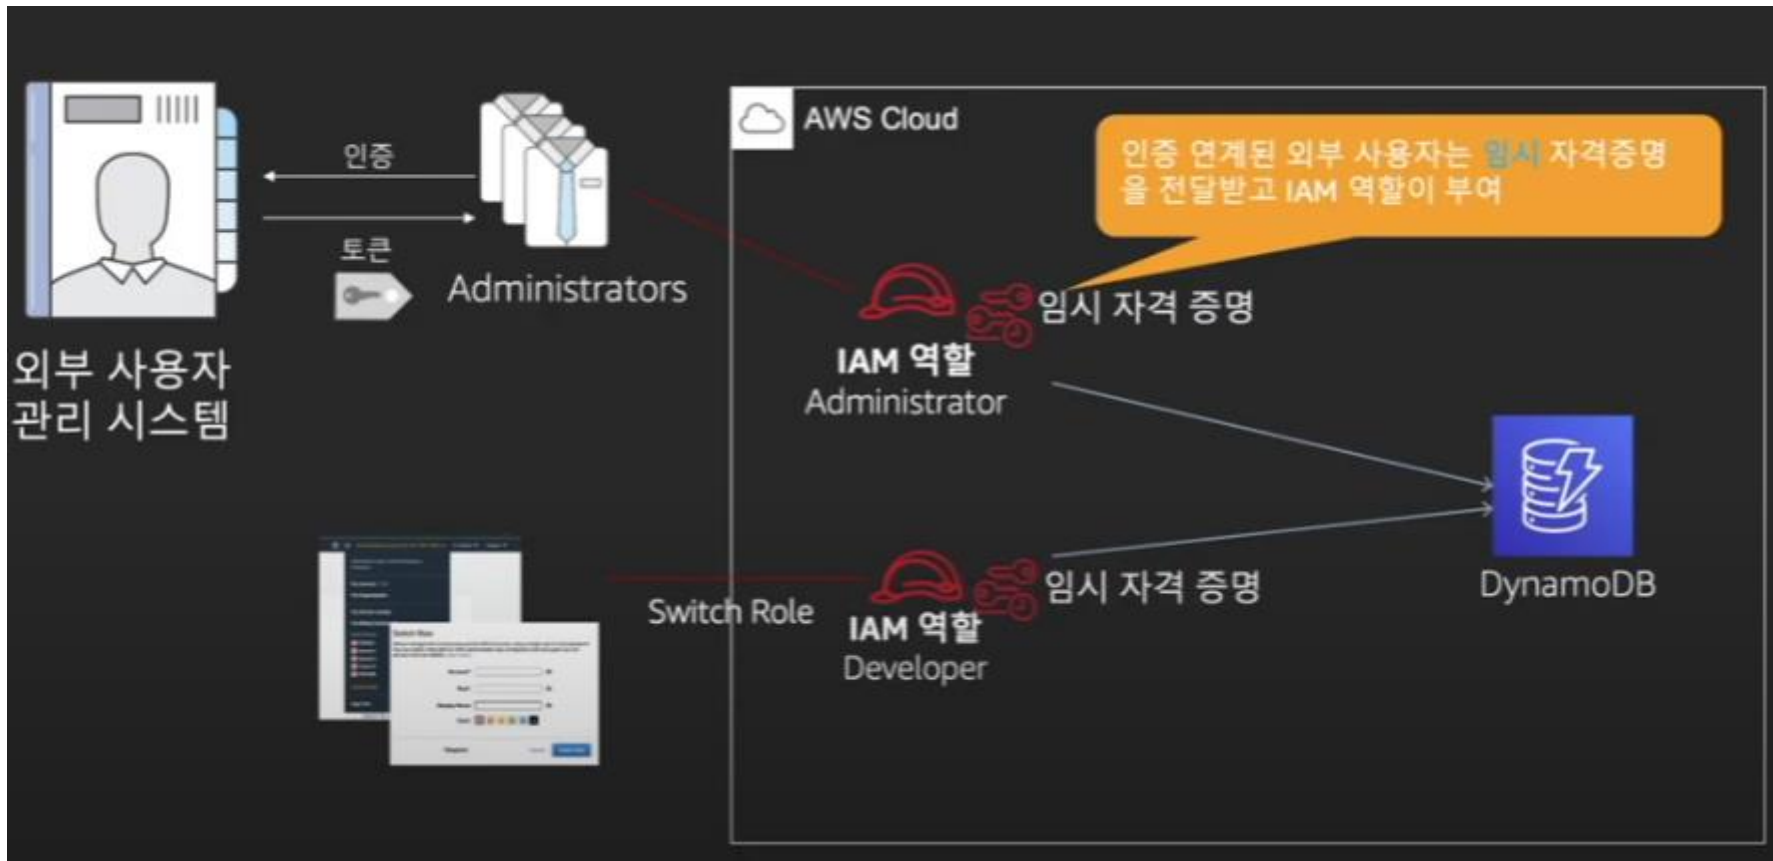 인증
토큰
Administrators
외부 사용자
관리 시스템
AWS Cloud
인증 연계된 외부 사용자는 임시 자격증명
을 전달받고 IAM 역할이 부여
임시 자격 증명
IAM 역할
Administrator
Switch Role
Switch Role
임시 자격 증명
IAM 역할
Developer
DynamoDB